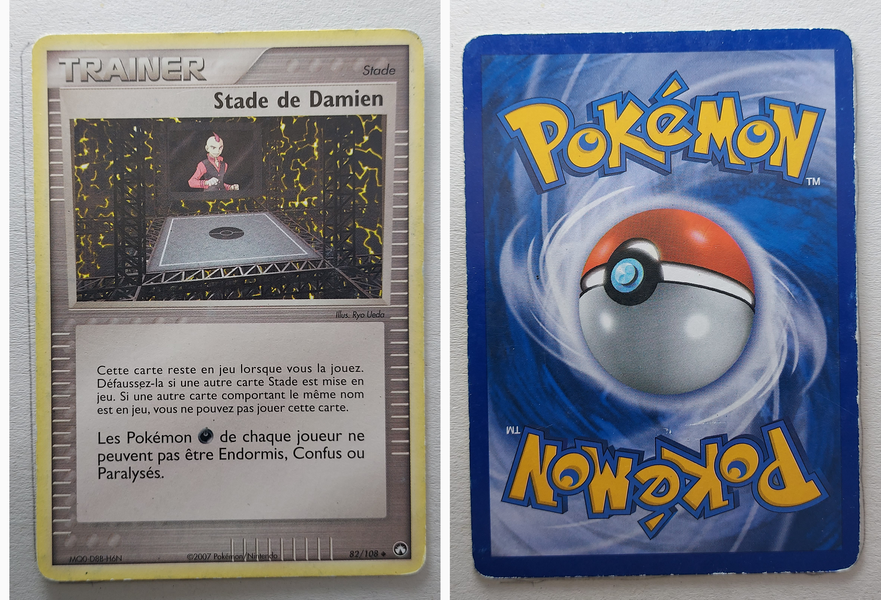 TRAINER
Stade
Stade de Damien
Illus. Ryo Ueda
Cette carte reste en jeu lorsque vous la jouez.
Défaussez-la si une autre carte Stade est mise en
jeu. Si une autre carte comportant le même nom
est en jeu, vous ne pouvez pas jouer cette carte.
Les Pokémon de chaque joueur ne
peuvent pas être Endormis, Confus ou
Paralysés.
MQ0-DBB-H6N
©2007 Pokémon/Nintendo
82/108
POKéMON
TM
POKéMON
TM